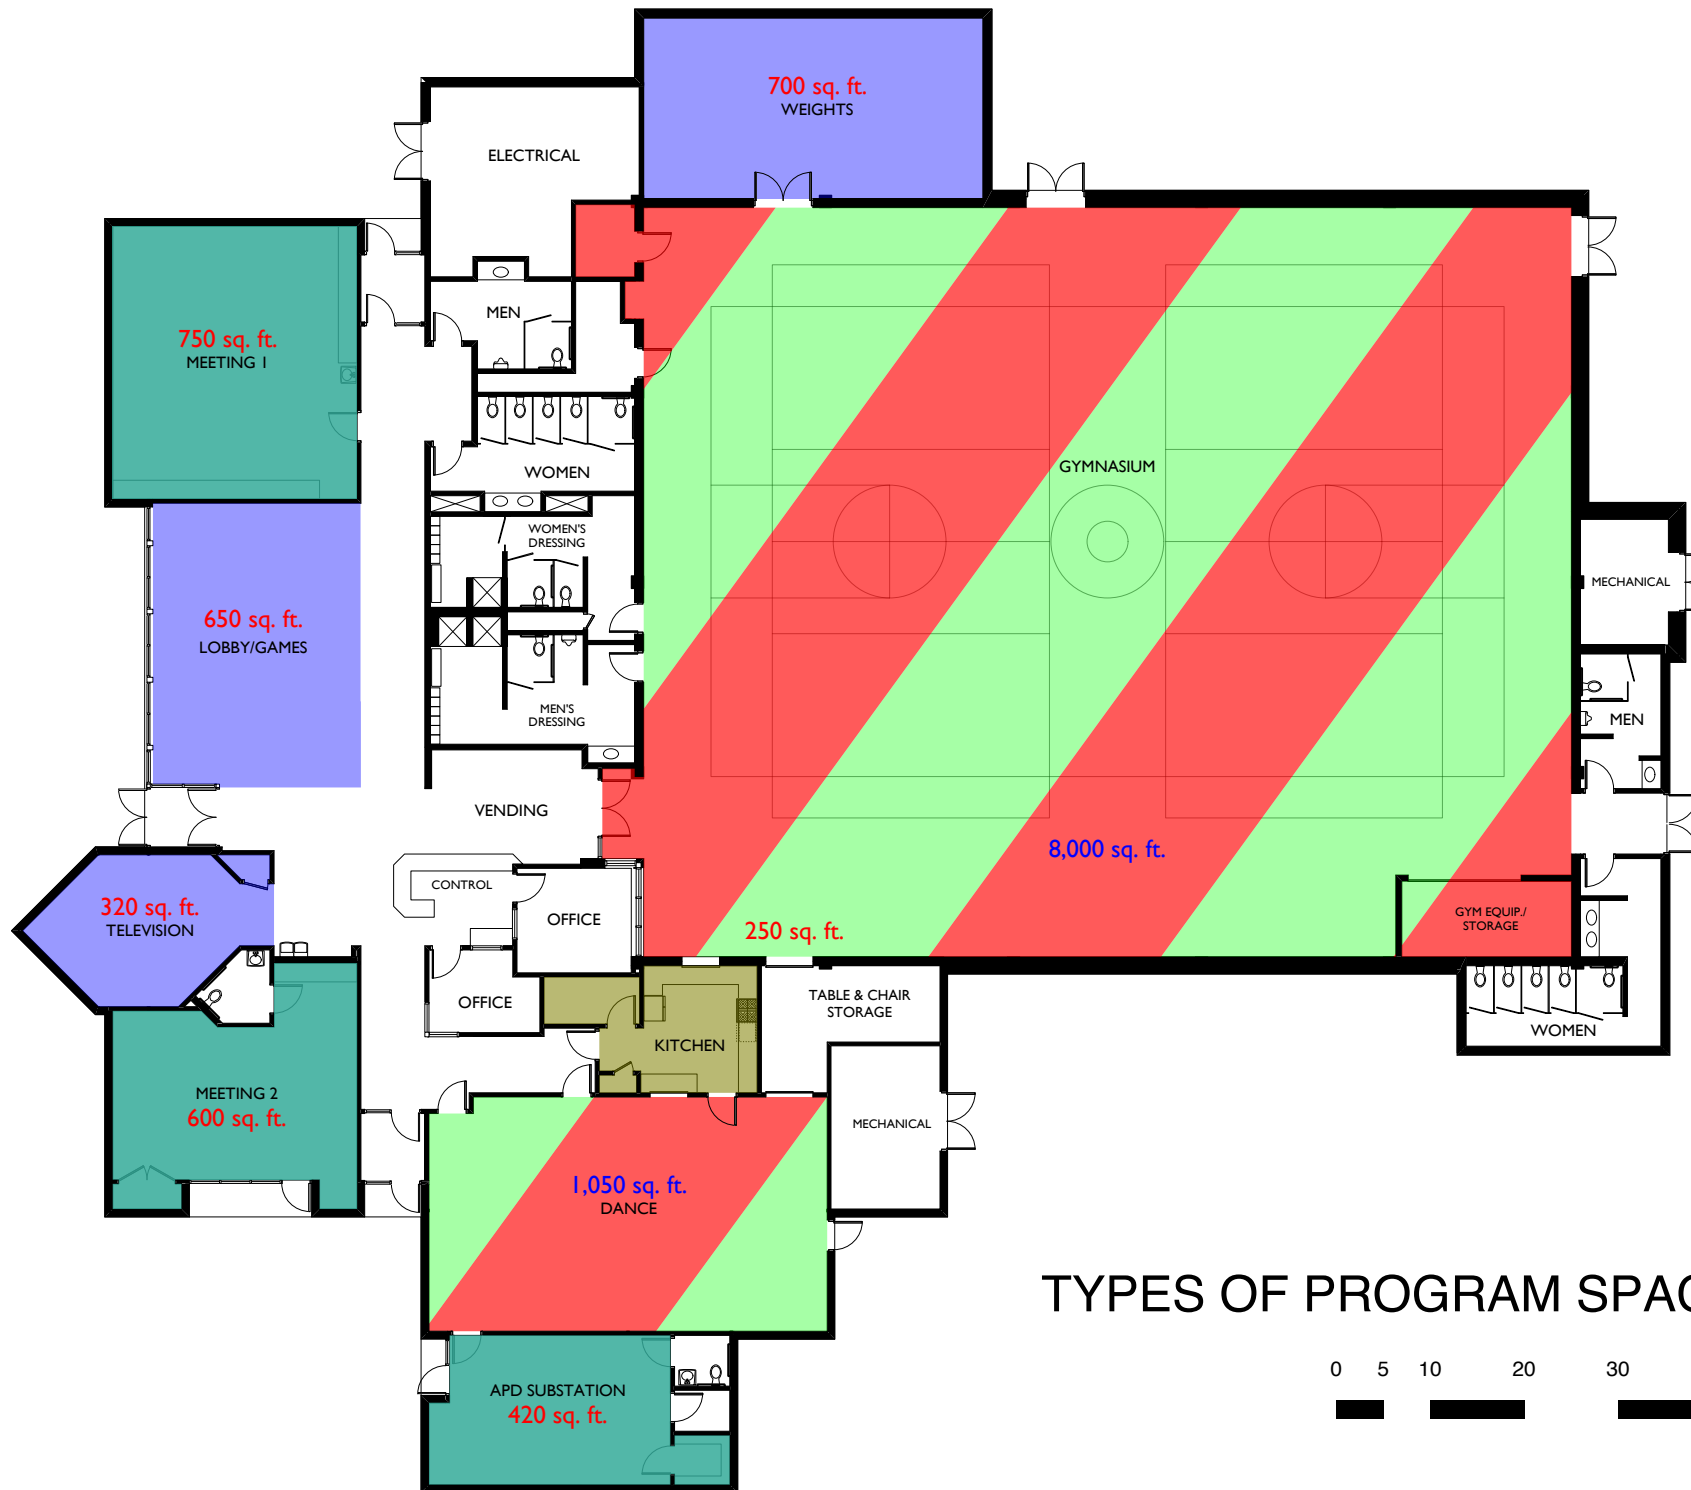 700 sq. ft.
WEIGHTS
ELECTRICAL
MEN
750 sq. ft.
MEETING 1
WOMEN
GYMNASIUM
WOMEN'S
DRESSING
MECHANICAL
650 sq. ft.
LOBBY/GAMES
MEN'S
DRESSING
MEN
VENDING
8,000 sq. ft.
CONTROL
320 sq. ft.
TELEVISION
OFFICE
250 sq. ft.
GYM EQUIP./
STORAGE
OFFICE
TABLE & CHAIR
STORAGE
KITCHEN
WOMEN
MEETING 2
600 sq. ft.
MECHANICAL
1,050 sq. ft.
DANCE
TYPES OF PROGRAM SPAC
0 5 10 20 30
APD SUBSTATION
420 sq. ft.